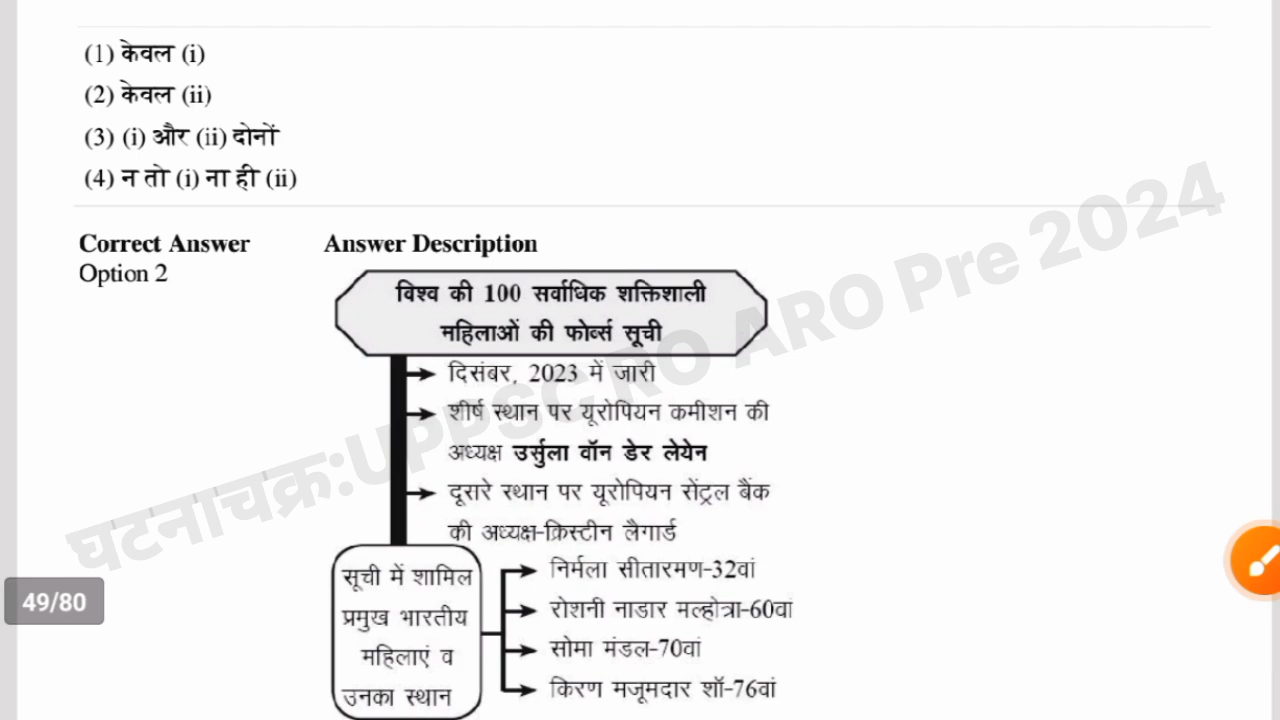 (1) केवल (i)
(2) केवल (ii)
(3) (i) और (ii) दोनों
(4) न तो (i) ना ही (ii)
Correct Answer
Option 2
Answer Description
विश्व की 100 सर्वाधिक शक्तिशाली
महिलाओं की फोर्ब्स सूची
दिसंबर, 2023 में जारी
शीर्ष स्थान पर यूरोपियन कमीशन की
अध्यक्ष उर्सुला वॉन डेर लेयेन
दूसरे स्थान पर यूरोपियन सेंट्रल बैंक
की अध्यक्ष-क्रिस्टीन लैगार्ड
सूची में शामिल
प्रमुख भारतीय
महिलाएं व
उनका स्थान
निर्मला सीतारमण-32वां
रोशनी नाडार मल्होत्रा-60वां
सोमा मंडल-70वां
किरण मजूमदार शॉ-76वां
घटनाचक्र:UPPSC RO ARO Pre 2024
49/80